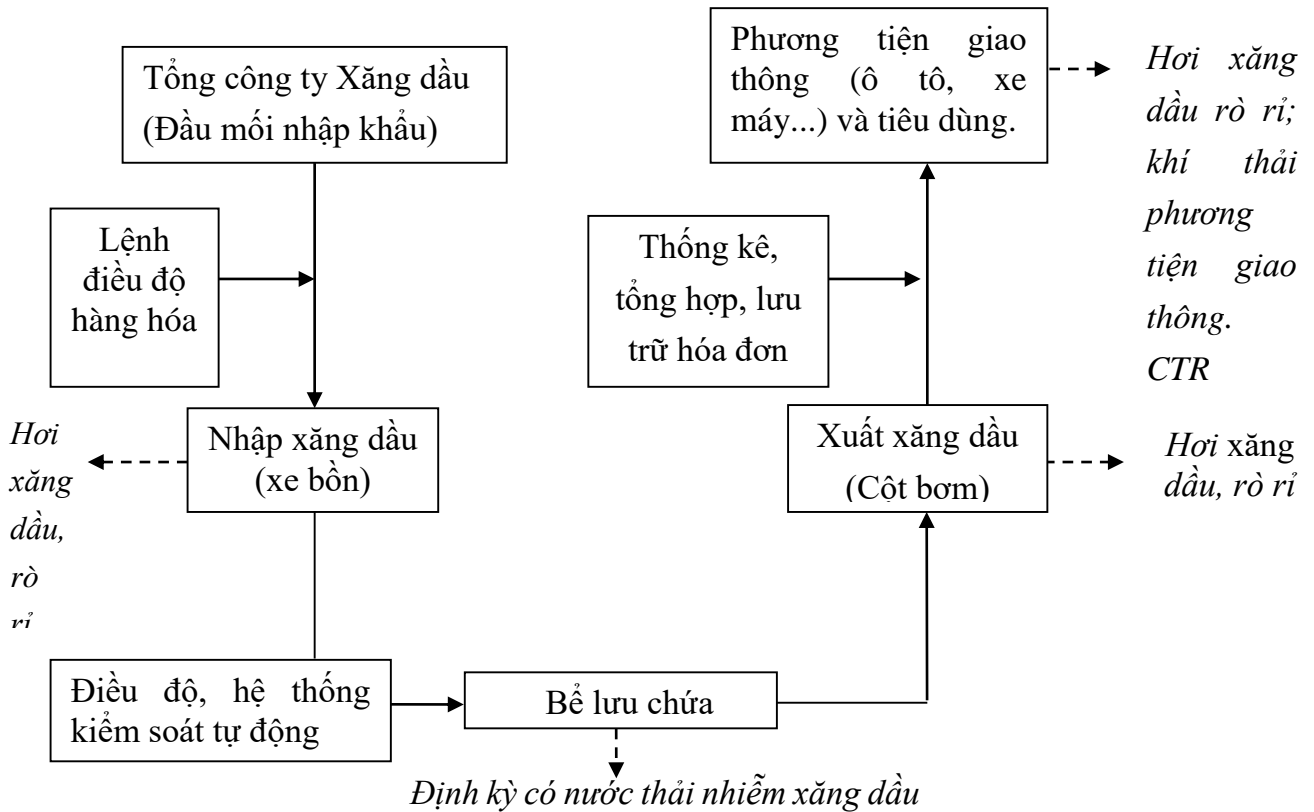 Tổng công ty Xăng dầu
(Đầu mối nhập khẩu)
Lệnh
điều độ
hàng hóa
Nhập xăng dầu
(xe bồn)
Hơi
xăng
dầu,
rò
rỉ
Điều độ, hệ thống
kiểm soát tự động
Bể lưu chứa
Định kỳ có nước thải nhiễm xăng dầu
Xuất xăng dầu
(Cột bơm)
Hơi xăng
dầu, rò rỉ
Thống kê,
tổng hợp, lưu
trữ hóa đơn
Phương tiện giao
thông (ô tô, xe
máy...) và tiêu dùng.
Hơi xăng
dầu rò rỉ;
khí thải
phương
tiện giao
thông.
CTR